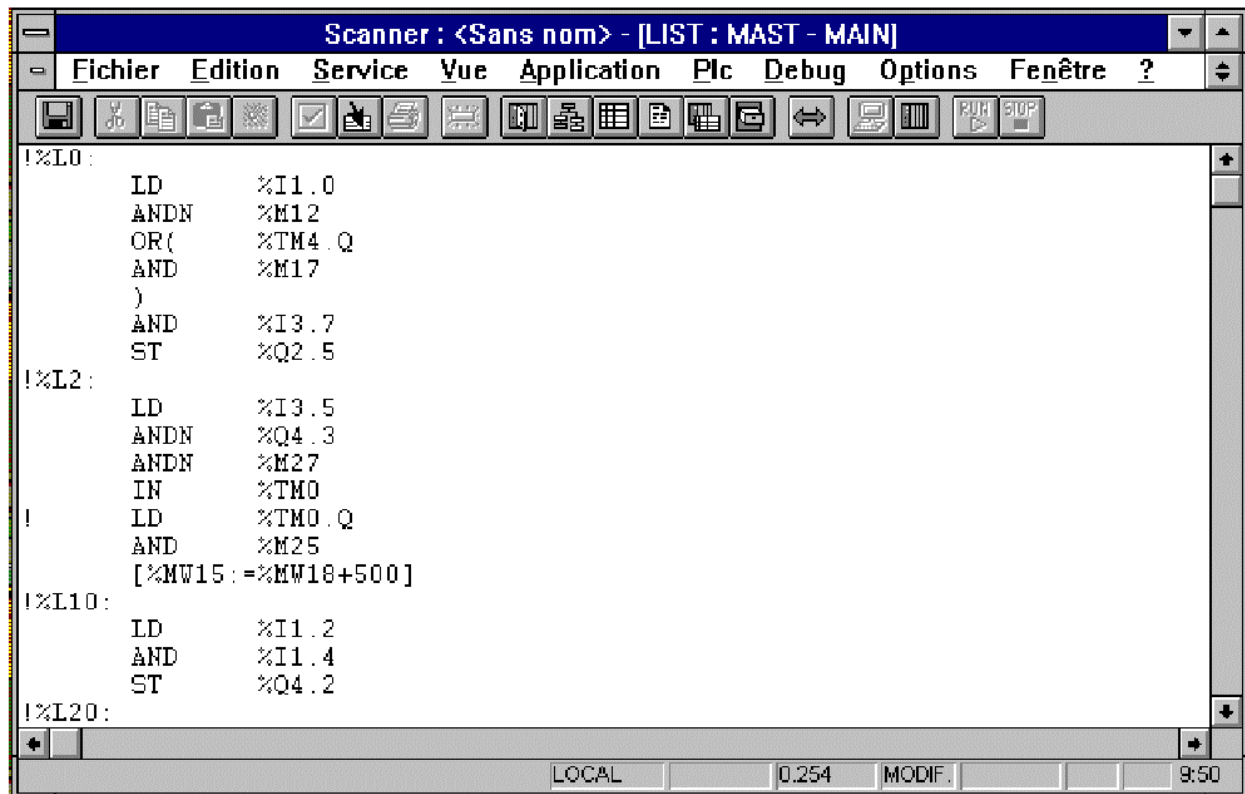 Scanner : <Sans nom> - [LIST : MAST - MAIN]
Fichier Edition Service Vue Application Plc Debug Options Fenêtre ?
RUN STOP
!%L0:
LD %I1.0
ANDN %M12
OR( %TM4.Q
AND %M17
)
AND %I3.7
ST %Q2.5
!%L2:
LD %I3.5
ANDN %Q4.3
ANDN %M27
IN %TM0
! LD %TM0.Q
AND %M25
[%MW15:=%MW18+500]
!%L10:
LD %I1.2
AND %I1.4
ST %Q4.2
!%L20:
LOCAL 0.254 MODIF. 9:50